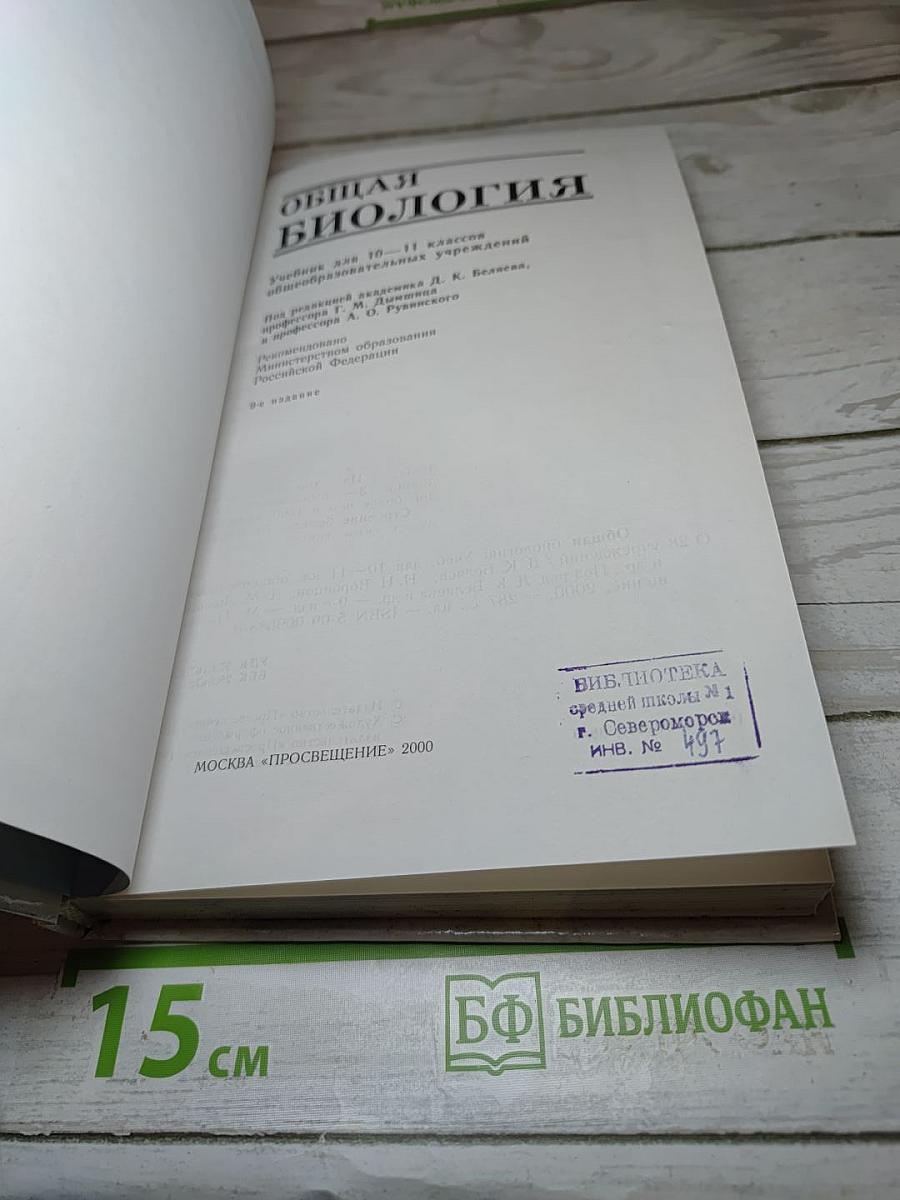 ОБЩАЯ
БИОЛОГИЯ
Учебник для 10—11 классов
общеобразовательных учреждений
Под редакцией академика Д. К. Беляева,
профессора Г. М. Дымшица
и профессора А. О. Рувинского
Рекомендовано
Министерством образования
Российской Федерации
9-е издание
МОСКВА «ПРОСВЕЩЕНИЕ» 2000
БИБЛИОТЕКА
средней школы № 1
г. Североморск
ИНВ. № 497
15 см
БФ БИБЛИОФАН